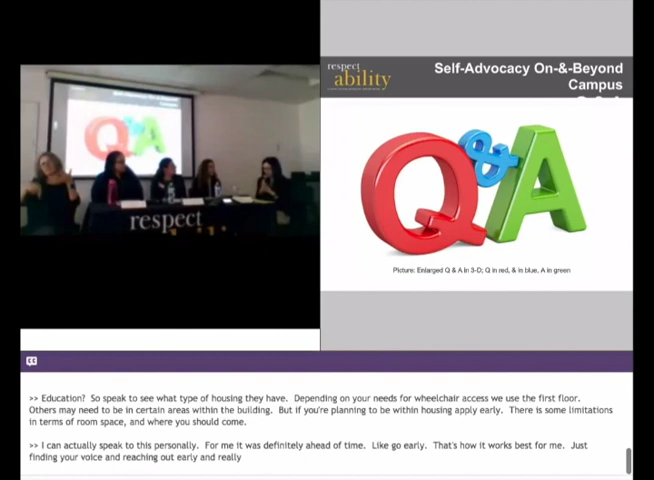 respect
ability
Self-Advocacy On-&-Beyond
Campus
Q&A
Self-Advocacy On-&-Beyond
Campus
Q&A
respect
Picture: Enlarged Q & A in 3-D; Q in red, & in blue, A in green
>> Education? So speak to see what type of housing they have. Depending on your needs for wheelchair access we use the first floor.
Others may need to be in certain areas within the building. But if you're planning to be within housing apply early. There is some limitations
in terms of room space, and where you should come.
>> I can actually speak to this personally. For me it was definitely ahead of time. Like go early. That's how it works best for me. Just
finding your voice and reaching out early and really